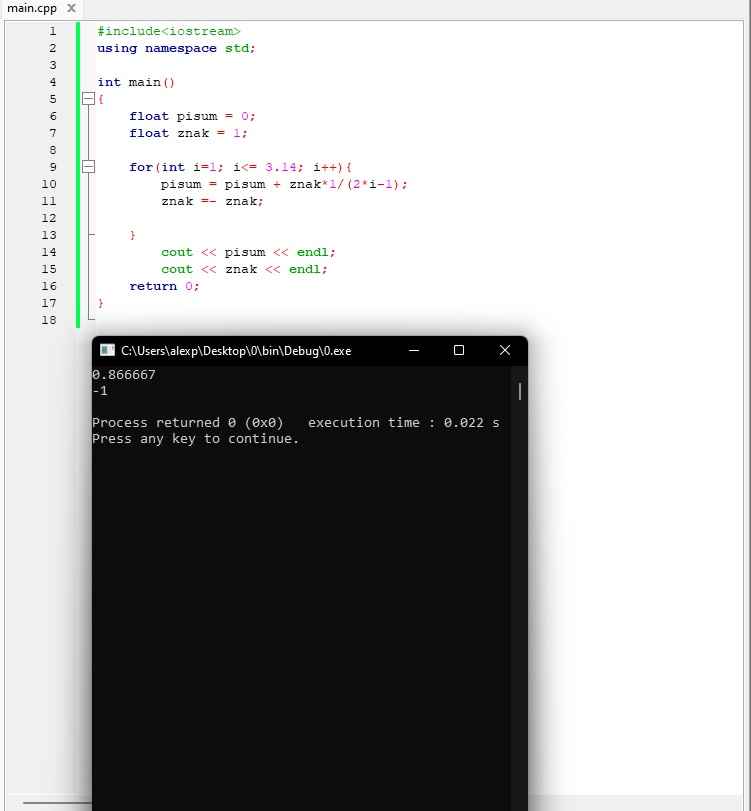 main.cpp X
1 #include<iostream>
2 using namespace std;
3
4 int main()
5 {
6 float pisum = 0;
7 float znak = 1;
8
9 for(int i=1; i<= 3.14; i++){
10 pisum = pisum + znak*1/(2*i-1);
11 znak =- znak;
12
13 }
14 cout << pisum << endl;
15 cout << znak << endl;
16 return 0;
17 }
18
C:\Users\alexp\Desktop\0\bin\Debug\0.exe
0.866667
-1
Process returned 0 (0x0) execution time : 0.022 s
Press any key to continue.